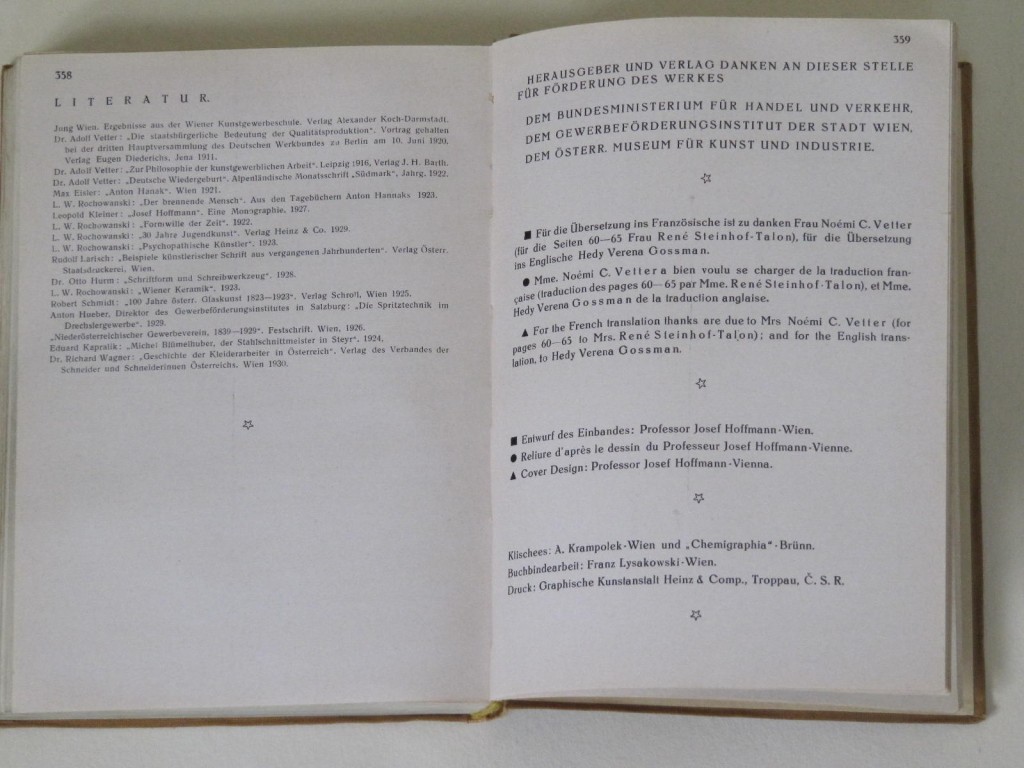 358
LITERATUR.
Jung Wien. Ergebnisse aus der Wiener Kunstgewerbeschule. Verlag Alexander Koch-Darmstadt.
Dr. Adolf Vetter: „Die staatsbürgerliche Bedeutung der Qualitätsproduktion“. Vortrag gehalten
bei der dritten Hauptversammlung des Deutschen Werkbundes zu Berlin am 10. Juni 1920,
Verlag Eugen Diederichs, Jena 1911.
Dr. Adolf Vetter: „Zur Philosophie der kunstgewerblichen Arbeit“. Leipzig 1916, Verlag J. H. Barth.
Dr. Adolf Vetter: „Deutsche Wiedergeburt“. Alpenländische Monatsschrift „Südmark“, Jahrg. 1922.
Max Eisler: „Anton Hanak“. Wien 1921.
L. W. Rochowanski: „Der brennende Mensch“. Aus den Tagebüchern Anton Hanaks 1923.
Leopold Kleiner: „Josef Hoffmann“. Eine Monographie. 1927.
L. W. Rochowanski: „Formwille der Zeit“. 1922.
L. W. Rochowanski: „30 Jahre Jugendkunst“. Verlag Heinz & Co. 1929.
L. W. Rochowanski: „Psychopathische Künstler“. 1923.
Rudolf Larisch: „Beispiele künstlerischer Schrift aus vergangenen Jahrhunderten“. Verlag Österr.
Staatsdruckerei. Wien.
Dr. Otto Hurm: „Schriftform und Schreibwerkzeug“. 1928.
L. W. Rochowanski: „Wiener Keramik“. 1923.
Robert Schmidt: „100 Jahre österr. Glaskunst 1823—1923“. Verlag Schroll, Wien 1925.
Anton Hueber, Direktor des Gewerbeförderungsinstitutes in Salzburg: „Die Spritztechnik im
Drechslergewerbe“. 1929.
„Niederösterreichischer Gewerbeverein, 1839—1929“. Festschrift. Wien, 1926.
Eduard Kapralik: „Michel Blümelhuber, der Stahlschnittmeister in Steyr“. 1924.
Dr. Richard Wagner: „Geschichte der Kleiderarbeiter in Österreich“. Verlag des Verbandes der
Schneider und Schneiderinnen Österreichs. Wien 1930.
359
HERAUSGEBER UND VERLAG DANKEN AN DIESER STELLE
FÜR FÖRDERUNG DES WERKES
DEM BUNDESMINISTERIUM FÜR HANDEL UND VERKEHR,
DEM GEWERBEFÖRDERUNGSINSTITUT DER STADT WIEN,
DEM ÖSTERR. MUSEUM FÜR KUNST UND INDUSTRIE.
■ Für die Übersetzung ins Französische ist zu danken Frau Noémi C. Vetter
(für die Seiten 60—65 Frau René Steinhof-Talon), für die Übersetzung
ins Englische Hedy Verena Gossman.
● Mme. Noémi C. Vetter a bien voulu se charger de la traduction fran-
çaise (traduction des pages 60—65 par Mme. René Steinhof-Talon), et Mme.
Hedy Verena Gossman de la traduction anglaise.
▲ For the French translation thanks are due to Mrs Noémi C. Vetter (for
pages 60—65 to Mrs. René Steinhof-Talon); and for the English trans-
lation, to Hedy Verena Gossman.
■ Entwurf des Einbandes: Professor Josef Hoffmann-Wien.
● Reliure d'après le dessin du Professeur Josef Hoffmann-Vienne.
▲ Cover Design: Professor Josef Hoffmann-Vienna.
Klischees: A. Krampolek-Wien und „Chemigraphia“-Brünn.
Buchbindearbeit: Franz Lysakowski-Wien.
Druck: Graphische Kunstanstalt Heinz & Comp., Troppau, Č. S. R.